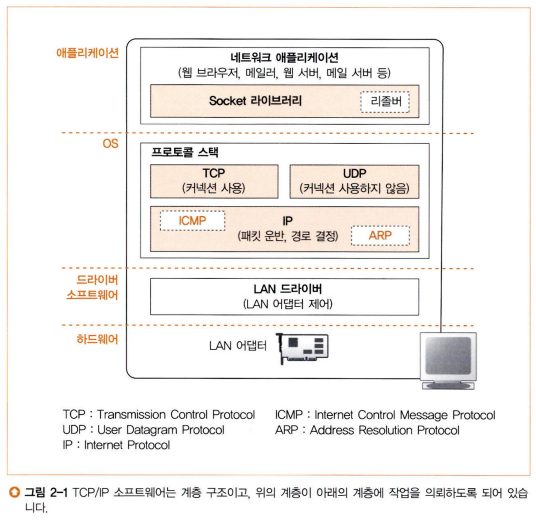 애플리케이션
네트워크 애플리케이션
(웹 브라우저, 메일러, 웹 서버, 메일 서버 등)
Socket 라이브러리
리졸버
OS
프로토콜 스택
TCP
(커넥션 사용)
UDP
(커넥션 사용하지 않음)
ICMP
IP
(패킷 운반, 경로 결정)
ARP
드라이버
소프트웨어
LAN 드라이버
(LAN 어댑터 제어)
하드웨어
LAN 어댑터
TCP : Transmission Control Protocol
ICMP : Internet Control Message Protocol
UDP : User Datagram Protocol
ARP : Address Resolution Protocol
IP : Internet Protocol
그림 2-1 TCP/IP 소프트웨어는 계층 구조이고, 위의 계층이 아래의 계층에 작업을 의뢰하도록 되어 있습
니다.